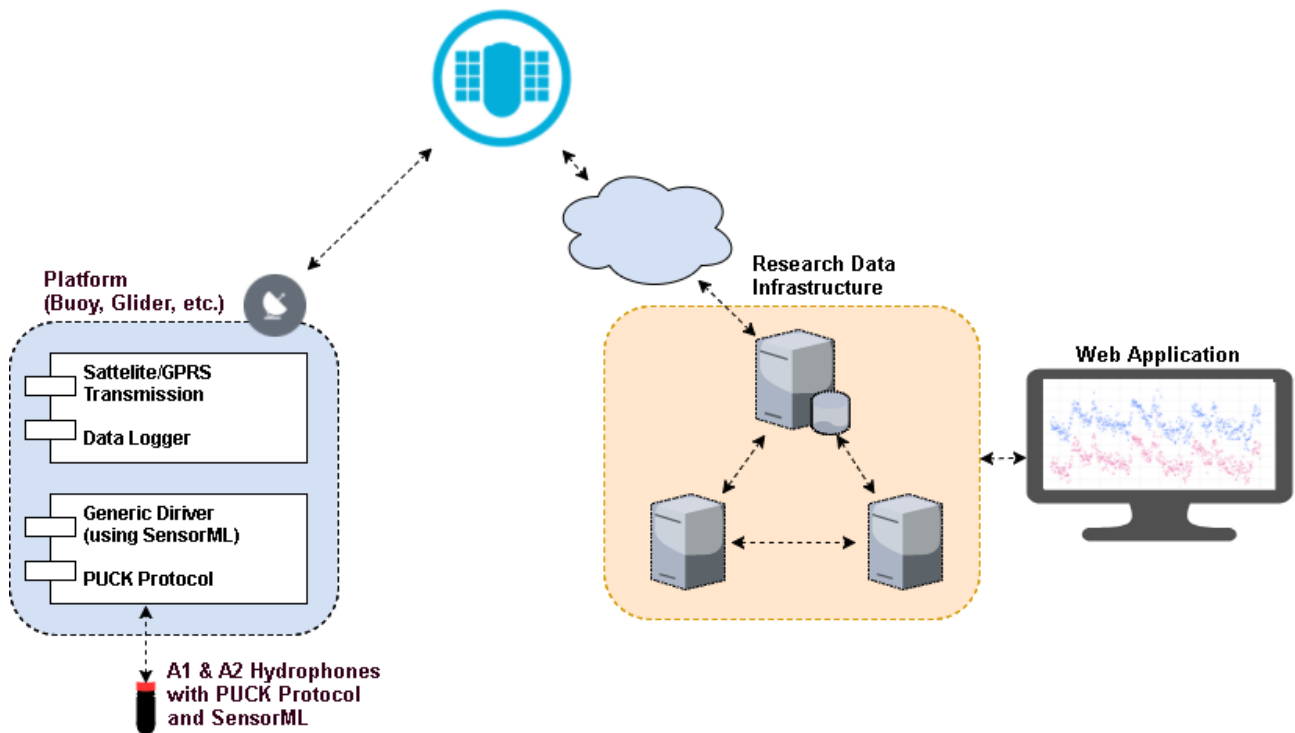 Platform
(Buoy, Glider, etc.)
Sattelite/GPRS
Transmission
Data Logger
Generic Diriver
(using SensorML)
PUCK Protocol
A1 & A2 Hydrophones
with PUCK Protocol
and SensorML
Research Data
Infrastructure
Web Application